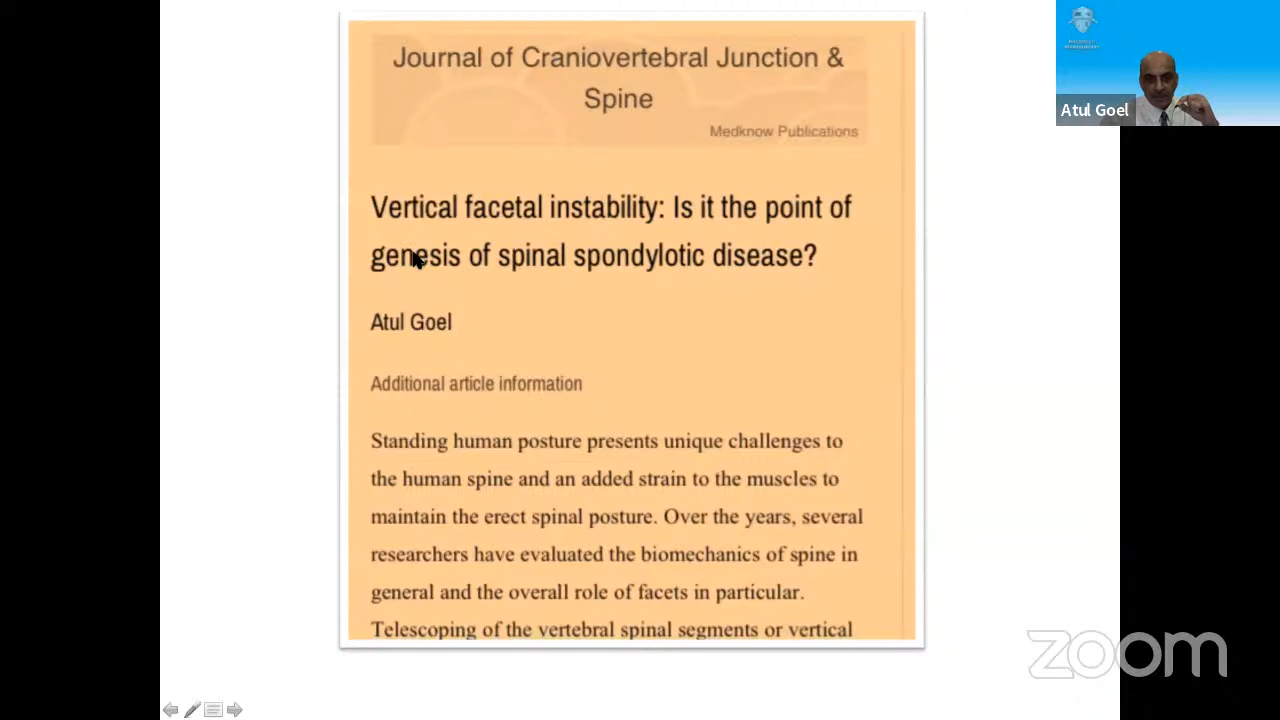 Journal of Craniovertebral Junction &
Spine
Medknow Publications
Vertical facetal instability: Is it the point of
genesis of spinal spondylotic disease?
Atul Goel
Additional article information
Standing human posture presents unique challenges to
the human spine and an added strain to the muscles to
maintain the erect spinal posture. Over the years, several
researchers have evaluated the biomechanics of spine in
general and the overall role of facets in particular.
Telescoping of the vertebral spinal segments or vertical
Atul Goel
zoom